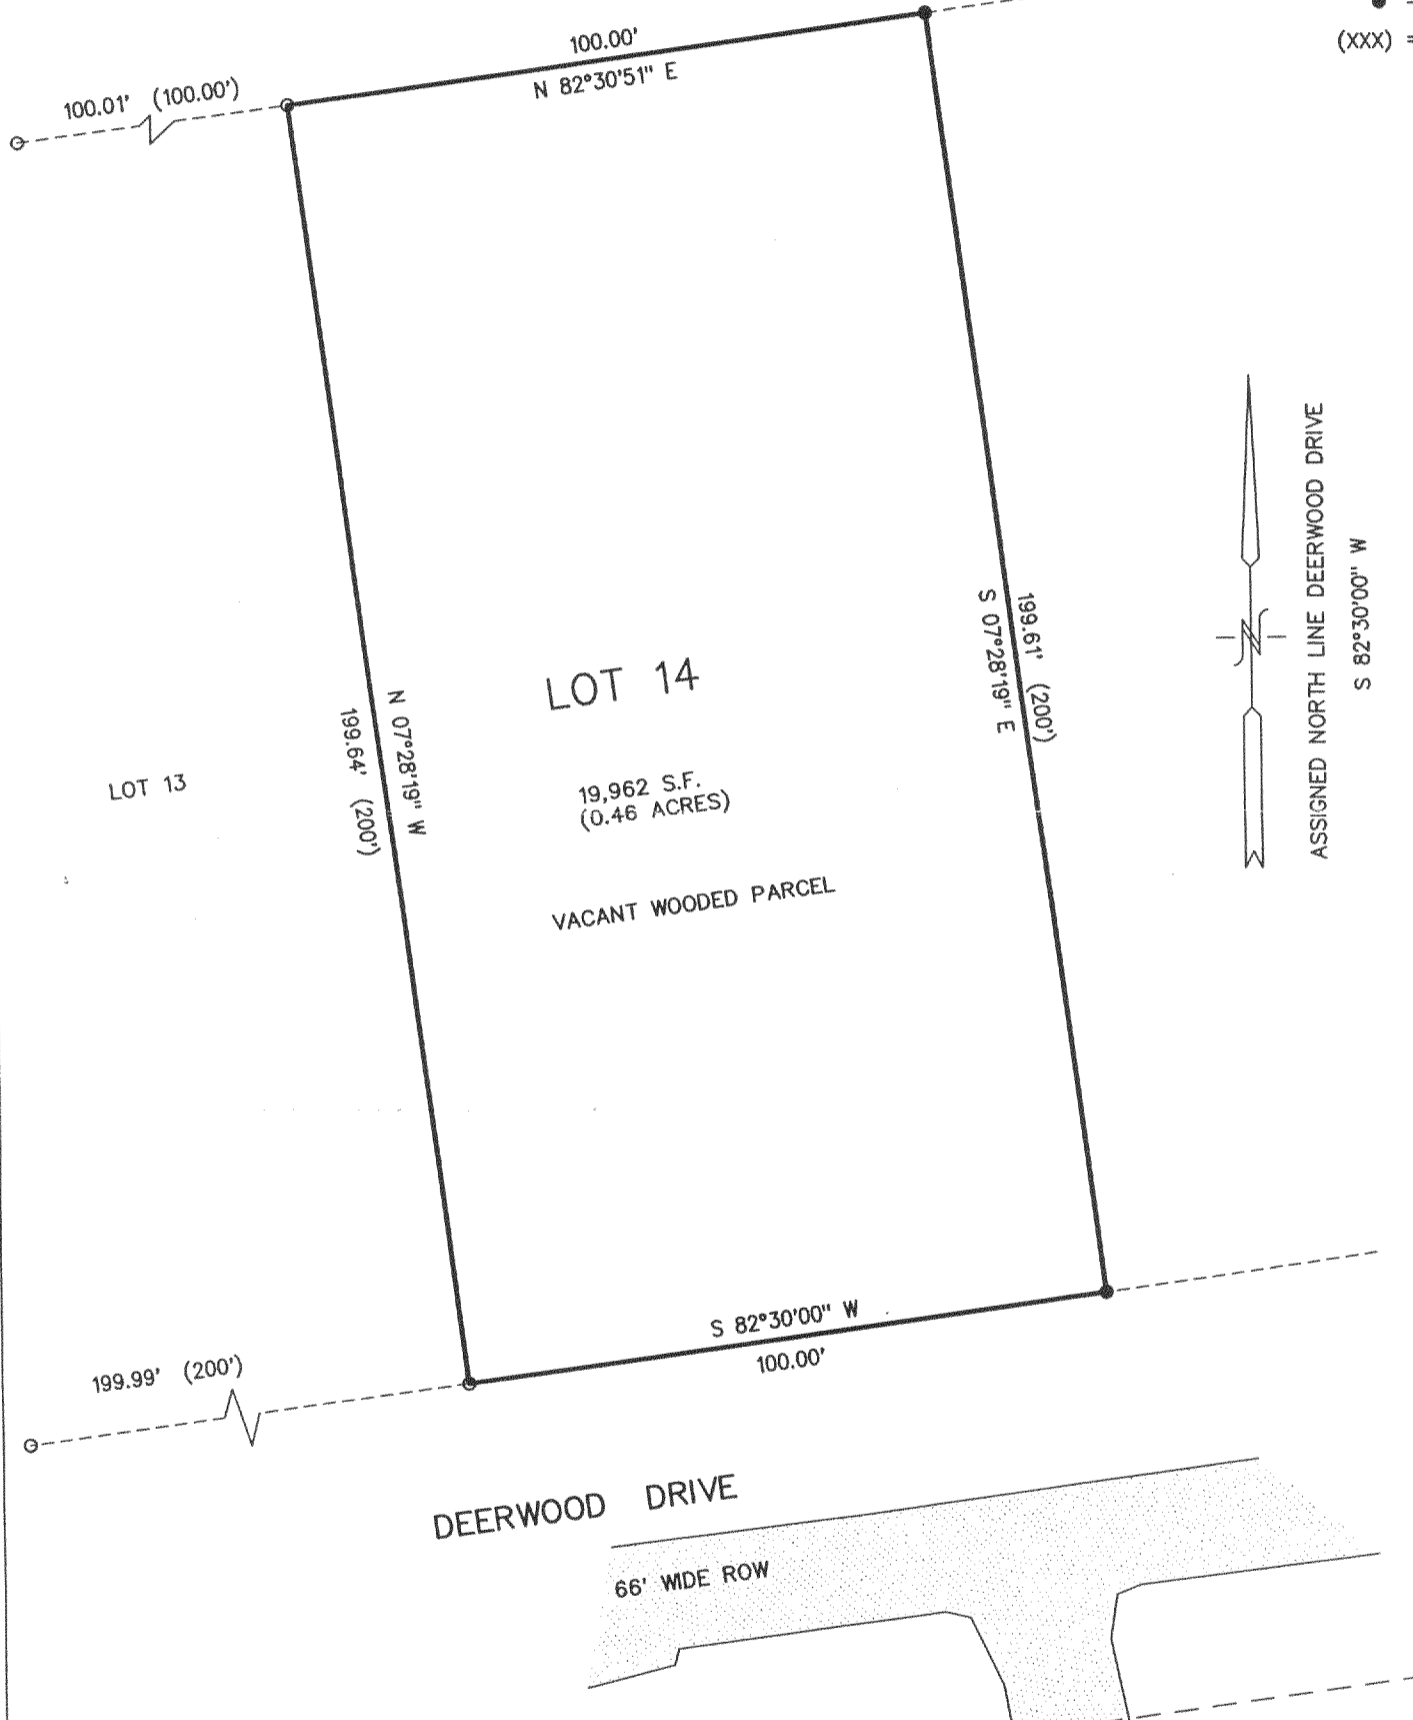 (XXX) =
100.00'
N 82°30'51" E
100.01' (100.00')
N 07°28'19" W
199.64' (200')
199.61' (200')
S 07°28'19" E
LOT 14
19,962 S.F.
(0.46 ACRES)
VACANT WOODED PARCEL
LOT 13
N
ASSIGNED NORTH LINE DEERWOOD DRIVE
S 82°30'00" W
S 82°30'00" W
100.00'
199.99' (200')
DEERWOOD DRIVE
66' WIDE ROW